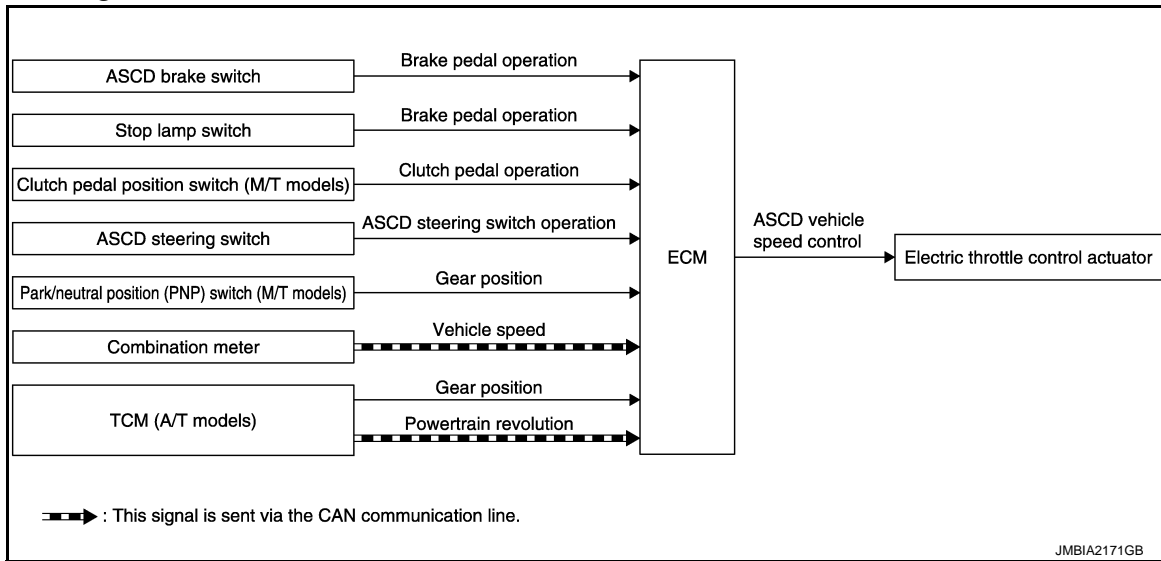 ASCD brake switch
Brake pedal operation
Stop lamp switch
Brake pedal operation
Clutch pedal position switch (M/T models)
Clutch pedal operation
ASCD steering switch
ASCD steering switch operation
Park/neutral position (PNP) switch (M/T models)
Gear position
Combination meter
Vehicle speed
TCM (A/T models)
Gear position
Powertrain revolution
ECM
ASCD vehicle
speed control
Electric throttle control actuator
: This signal is sent via the CAN communication line.
JMBIA2171GB